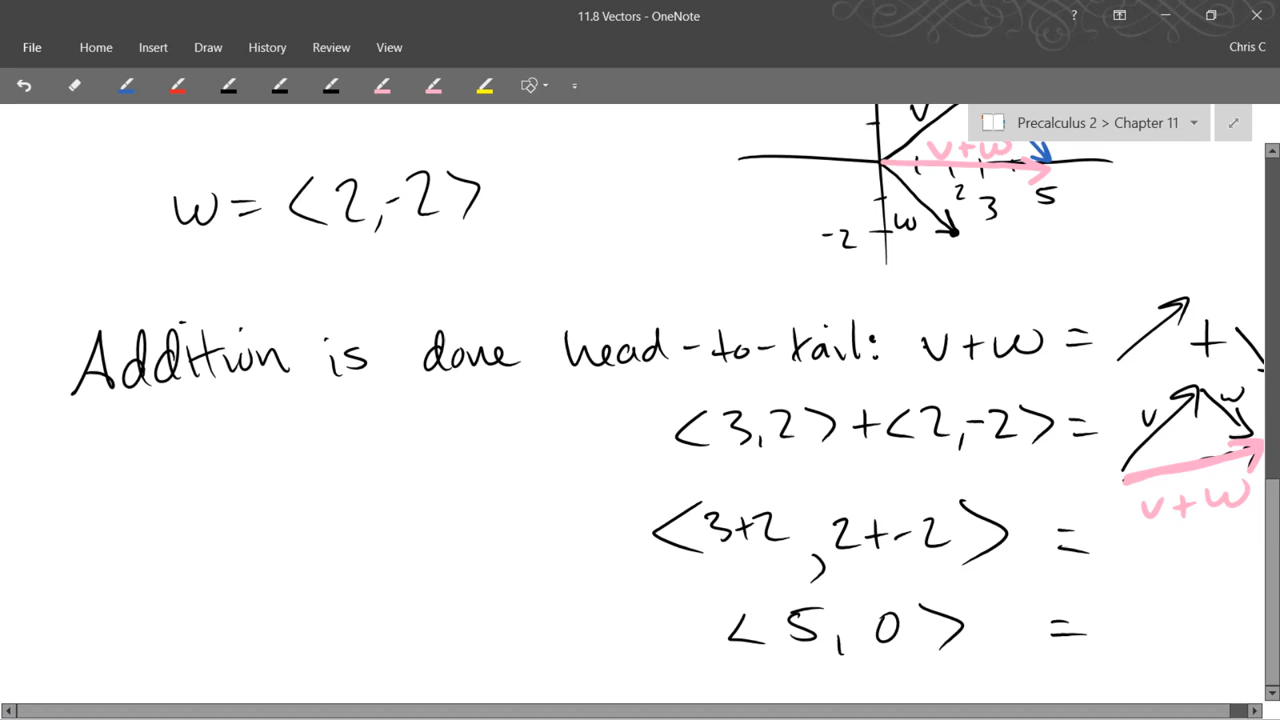 11.8 Vectors - OneNote
?
File Home Insert Draw History Review View
Chris C
Precalculus 2 > Chapter 11
v
v+w
2 3 5
w = <2,-2>
-2
w
Addition is done head-to-tail: v+w = +
<3,2>+<2,-2> =
v w
v+w
<3+2, 2+-2> =
<5, 0> =